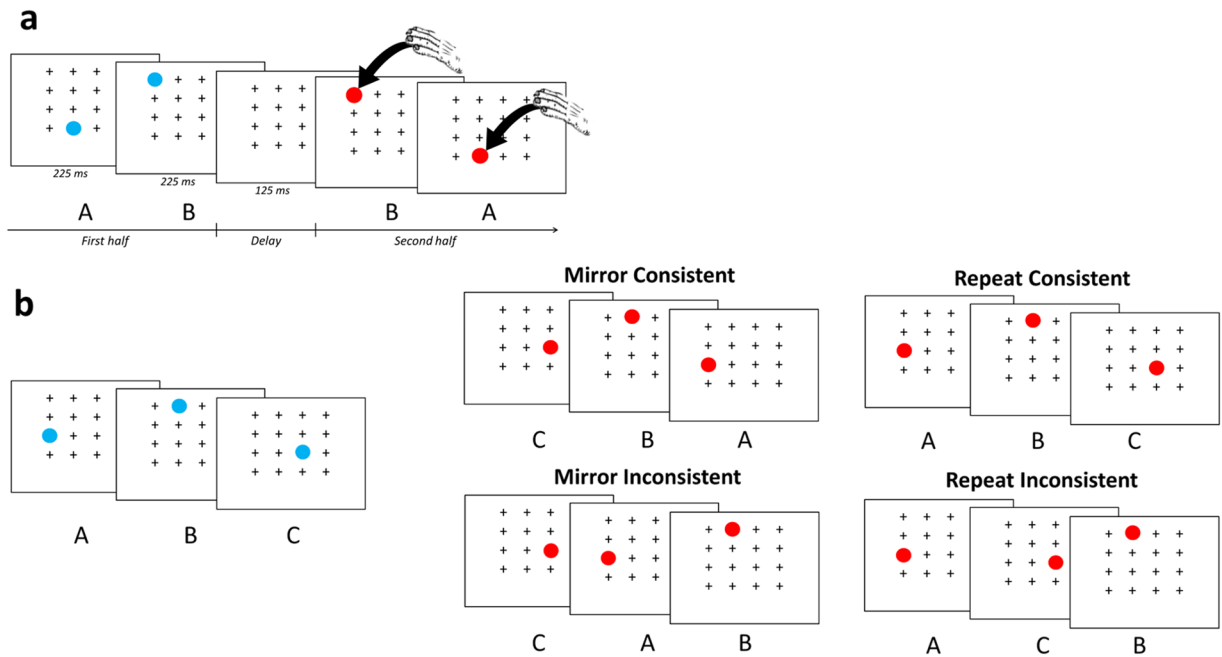 a
225 ms
225 ms
125 ms
A
B
B
A
First half
Delay
Second half
b
A
B
C
Mirror Consistent
C
B
A
Repeat Consistent
A
B
C
Mirror Inconsistent
C
A
B
Repeat Inconsistent
A
C
B